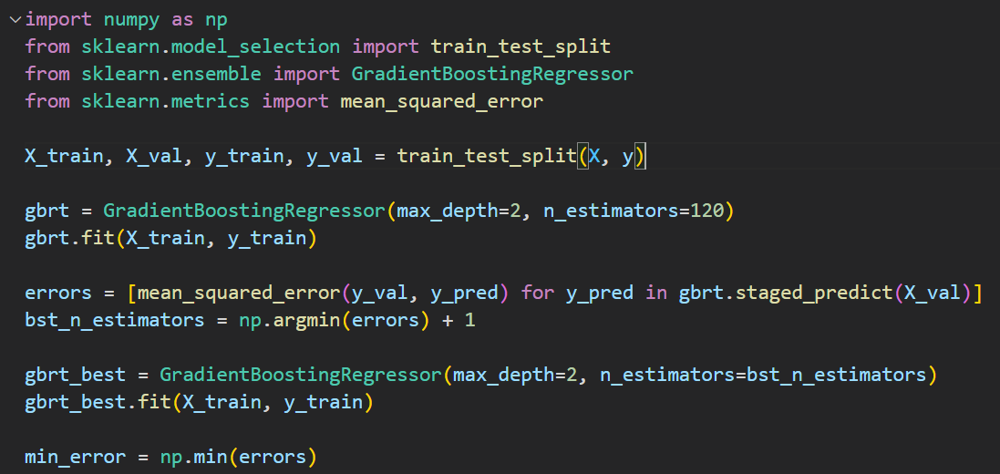 import numpy as np
from sklearn.model_selection import train_test_split
from sklearn.ensemble import GradientBoostingRegressor
from sklearn.metrics import mean_squared_error
X_train, X_val, y_train, y_val = train_test_split(X, y)
gbrt = GradientBoostingRegressor(max_depth=2, n_estimators=120)
gbrt.fit(X_train, y_train)
errors = [mean_squared_error(y_val, y_pred) for y_pred in gbrt.staged_predict(X_val)]
bst_n_estimators = np.argmin(errors) + 1
gbrt_best = GradientBoostingRegressor(max_depth=2, n_estimators=bst_n_estimators)
gbrt_best.fit(X_train, y_train)
min_error = np.min(errors)